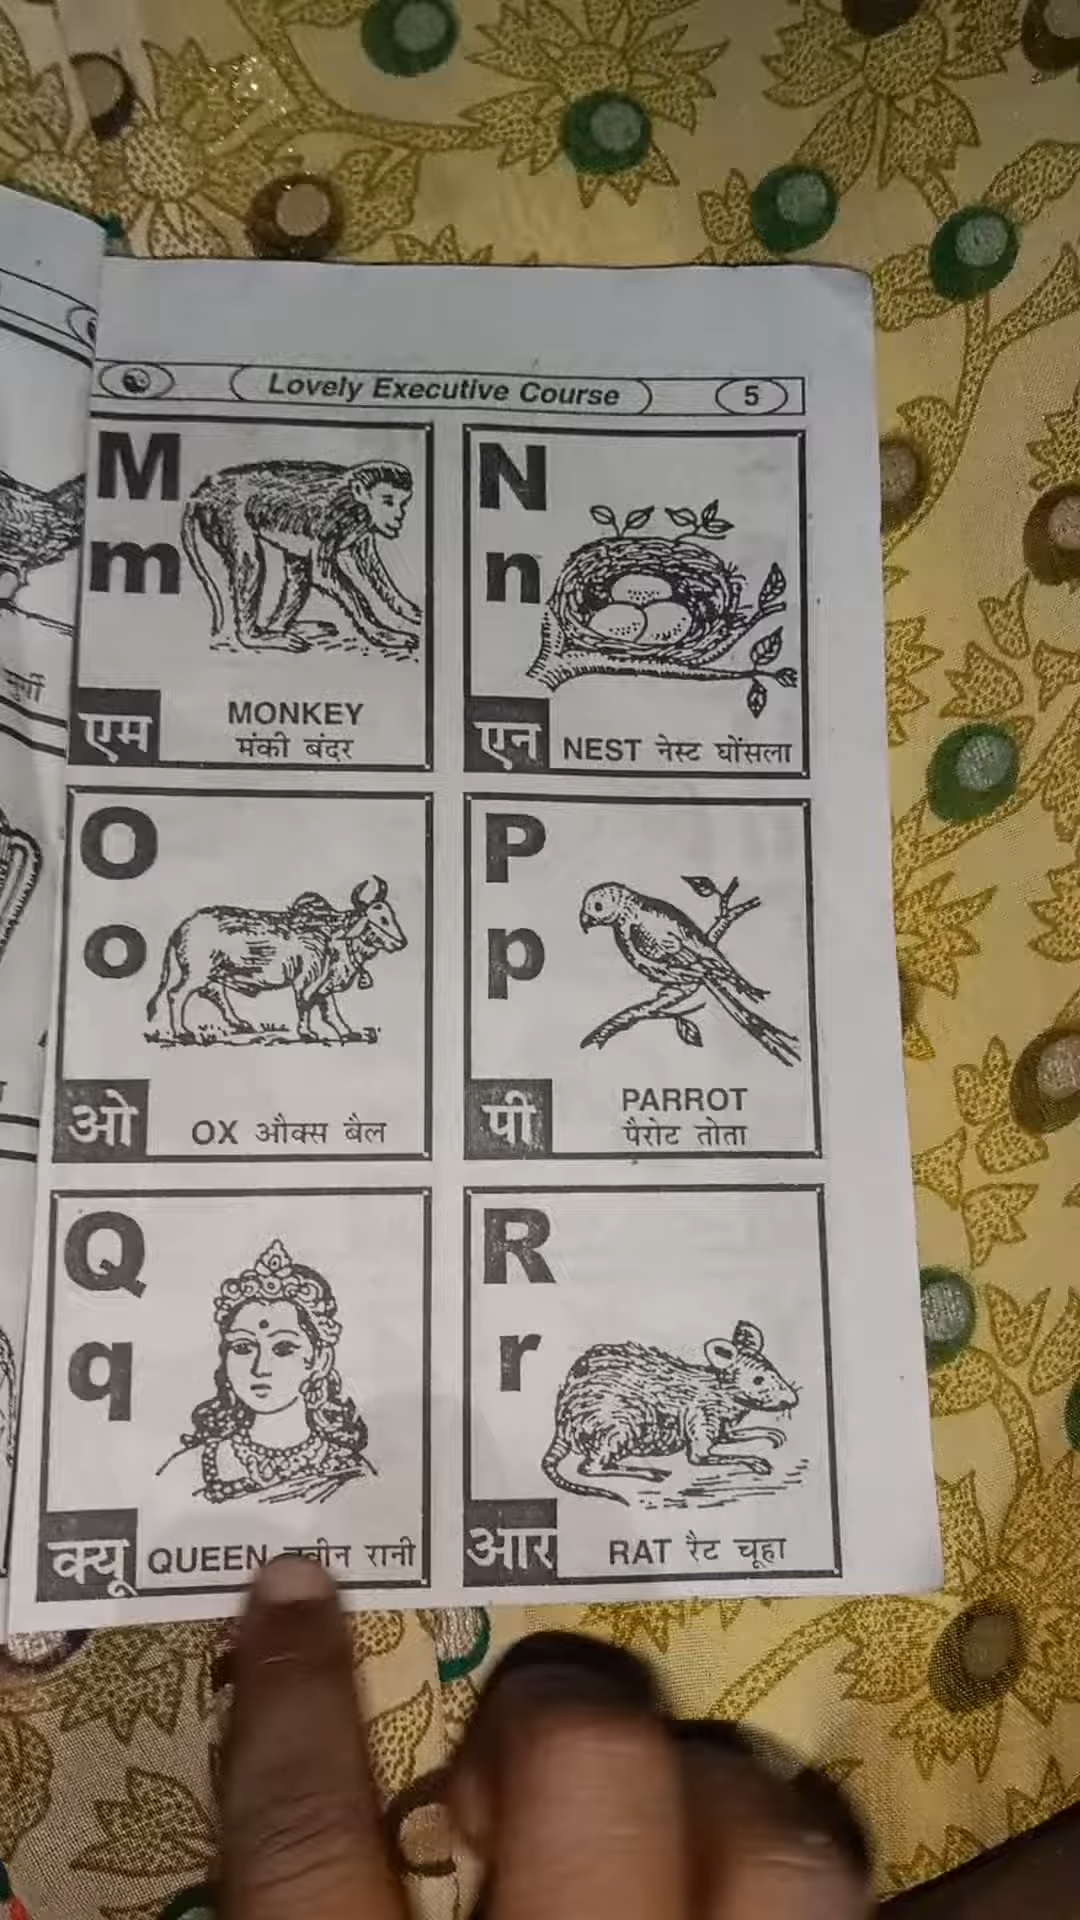 Lovely Executive Course 5
M
m
एम
MONKEY
मंकी बंदर
N
n
एन
NEST नेस्ट घोंसला
O
o
ओ
OX औक्स बैल
P
p
पी
PARROT
पैरोट तोता
Q
q
क्यू
QUEEN रानी
R
r
आर
RAT रैट चूहा
मुर्गी